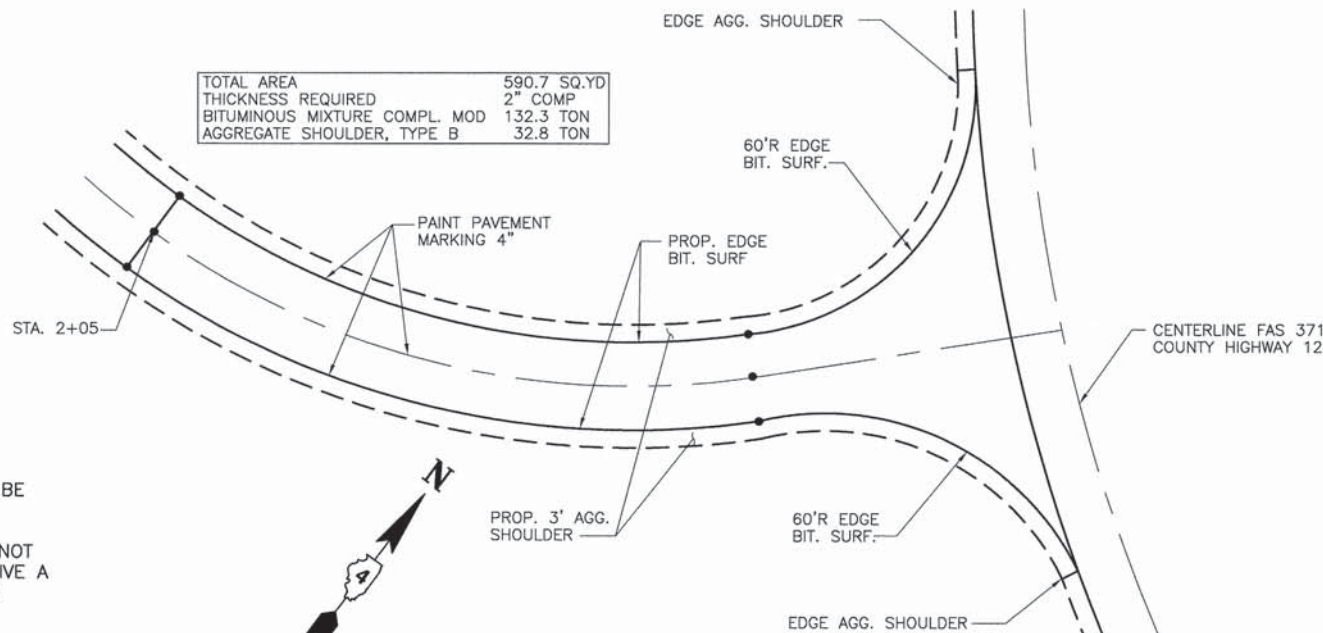 EDGE AGG. SHOULDER
TOTAL AREA 590.7 SQ.YD
THICKNESS REQUIRED 2" COMP
BITUMINOUS MIXTURE COMPL. MOD 132.3 TON
AGGREGATE SHOULDER, TYPE B 32.8 TON
60'R EDGE
BIT. SURF.
PAINT PAVEMENT
MARKING 4"
PROP. EDGE
BIT. SURF
STA. 2+05
CENTERLINE FAS 371
COUNTY HIGHWAY 12
N
4
BE
NOT
IVE A
PROP. 3' AGG.
SHOULDER
60'R EDGE
BIT. SURF.
EDGE AGG. SHOULDER